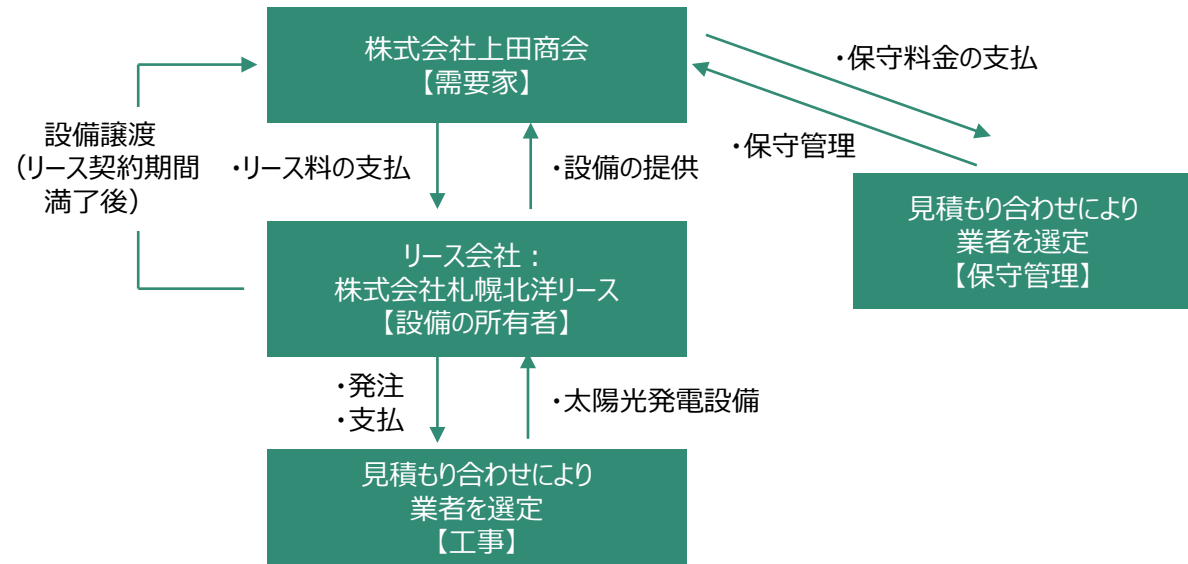 株式会社上田商会
【需要家】
・保守料金の支払
・保守管理
設備譲渡
（リース契約期間
満了後）
・リース料の支払
・設備の提供
見積もり合わせにより
業者を選定
【保守管理】
リース会社：
株式会社札幌北洋リース
【設備の所有者】
・発注
・支払
・太陽光発電設備
見積もり合わせにより
業者を選定
【工事】